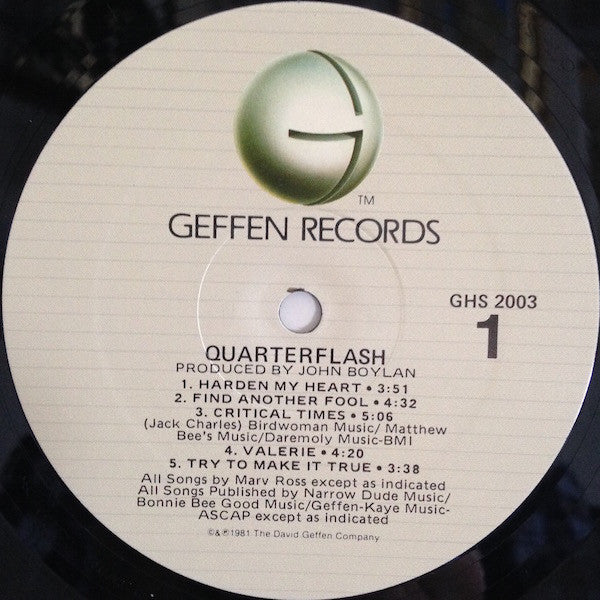 TM
GEFFEN RECORDS
GHS 2003
1
QUARTERFLASH
PRODUCED BY JOHN BOYLAN
1. HARDEN MY HEART • 3:51
2. FIND ANOTHER FOOL • 4:32
3. CRITICAL TIMES • 5:06
(Jack Charles) Birdwoman Music/ Matthew
Bee's Music/Daremoly Music-BMI
4. VALERIE • 4:20
5. TRY TO MAKE IT TRUE • 3:38
All Songs by Marv Ross except as indicated
All Songs Published by Narrow Dude Music/
Bonnie Bee Good Music/Geffen-Kaye Music-
ASCAP except as indicated
©&℗1981 The David Geffen Company